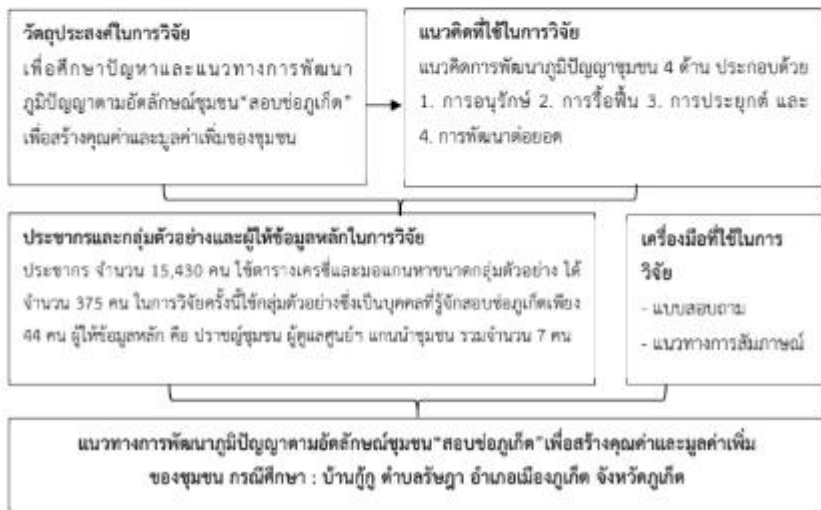 วัตถุประสงค์ในการวิจัย
เพื่อศึกษาปัญหาและแนวทางการพัฒนา
ภูมิปัญญาตามอัตลักษณ์ชุมชน“สอบช่อภูเก็ต”
เพื่อสร้างคุณค่าและมูลค่าเพิ่มของชุมชน
แนวคิดที่ใช้ในการวิจัย
แนวคิดการพัฒนาภูมิปัญญาชุมชน 4 ด้าน ประกอบด้วย
1. การอนุรักษ์ 2. การรื้อฟื้น 3. การประยุกต์ และ
4. การพัฒนาต่อยอด
ประชากรและกลุ่มตัวอย่างและผู้ให้ข้อมูลหลักในการวิจัย
ประชากร จำนวน 15,430 คน ใช้ตารางเครซี่และมอแกนหาขนาดกลุ่มตัวอย่าง ได้
จำนวน 375 คน ในการวิจัยครั้งนี้ใช้กลุ่มตัวอย่างซึ่งเป็นบุคคลที่รู้จักสอบช่อภูเก็ตเพียง
44 คน ผู้ให้ข้อมูลหลัก คือ ปราชญ์ชุมชน ผู้ดูแลศูนย์ฯ แกนนำชุมชน รวมจำนวน 7 คน
เครื่องมือที่ใช้ในการ
วิจัย
- แบบสอบถาม
- แนวทางการสัมภาษณ์
แนวทางการพัฒนาภูมิปัญญาตามอัตลักษณ์ชุมชน“สอบช่อภูเก็ต”เพื่อสร้างคุณค่าและมูลค่าเพิ่ม
ของชุมชน กรณีศึกษา : บ้านกู้กู ตำบลรัษฎา อำเภอเมืองภูเก็ต จังหวัดภูเก็ต